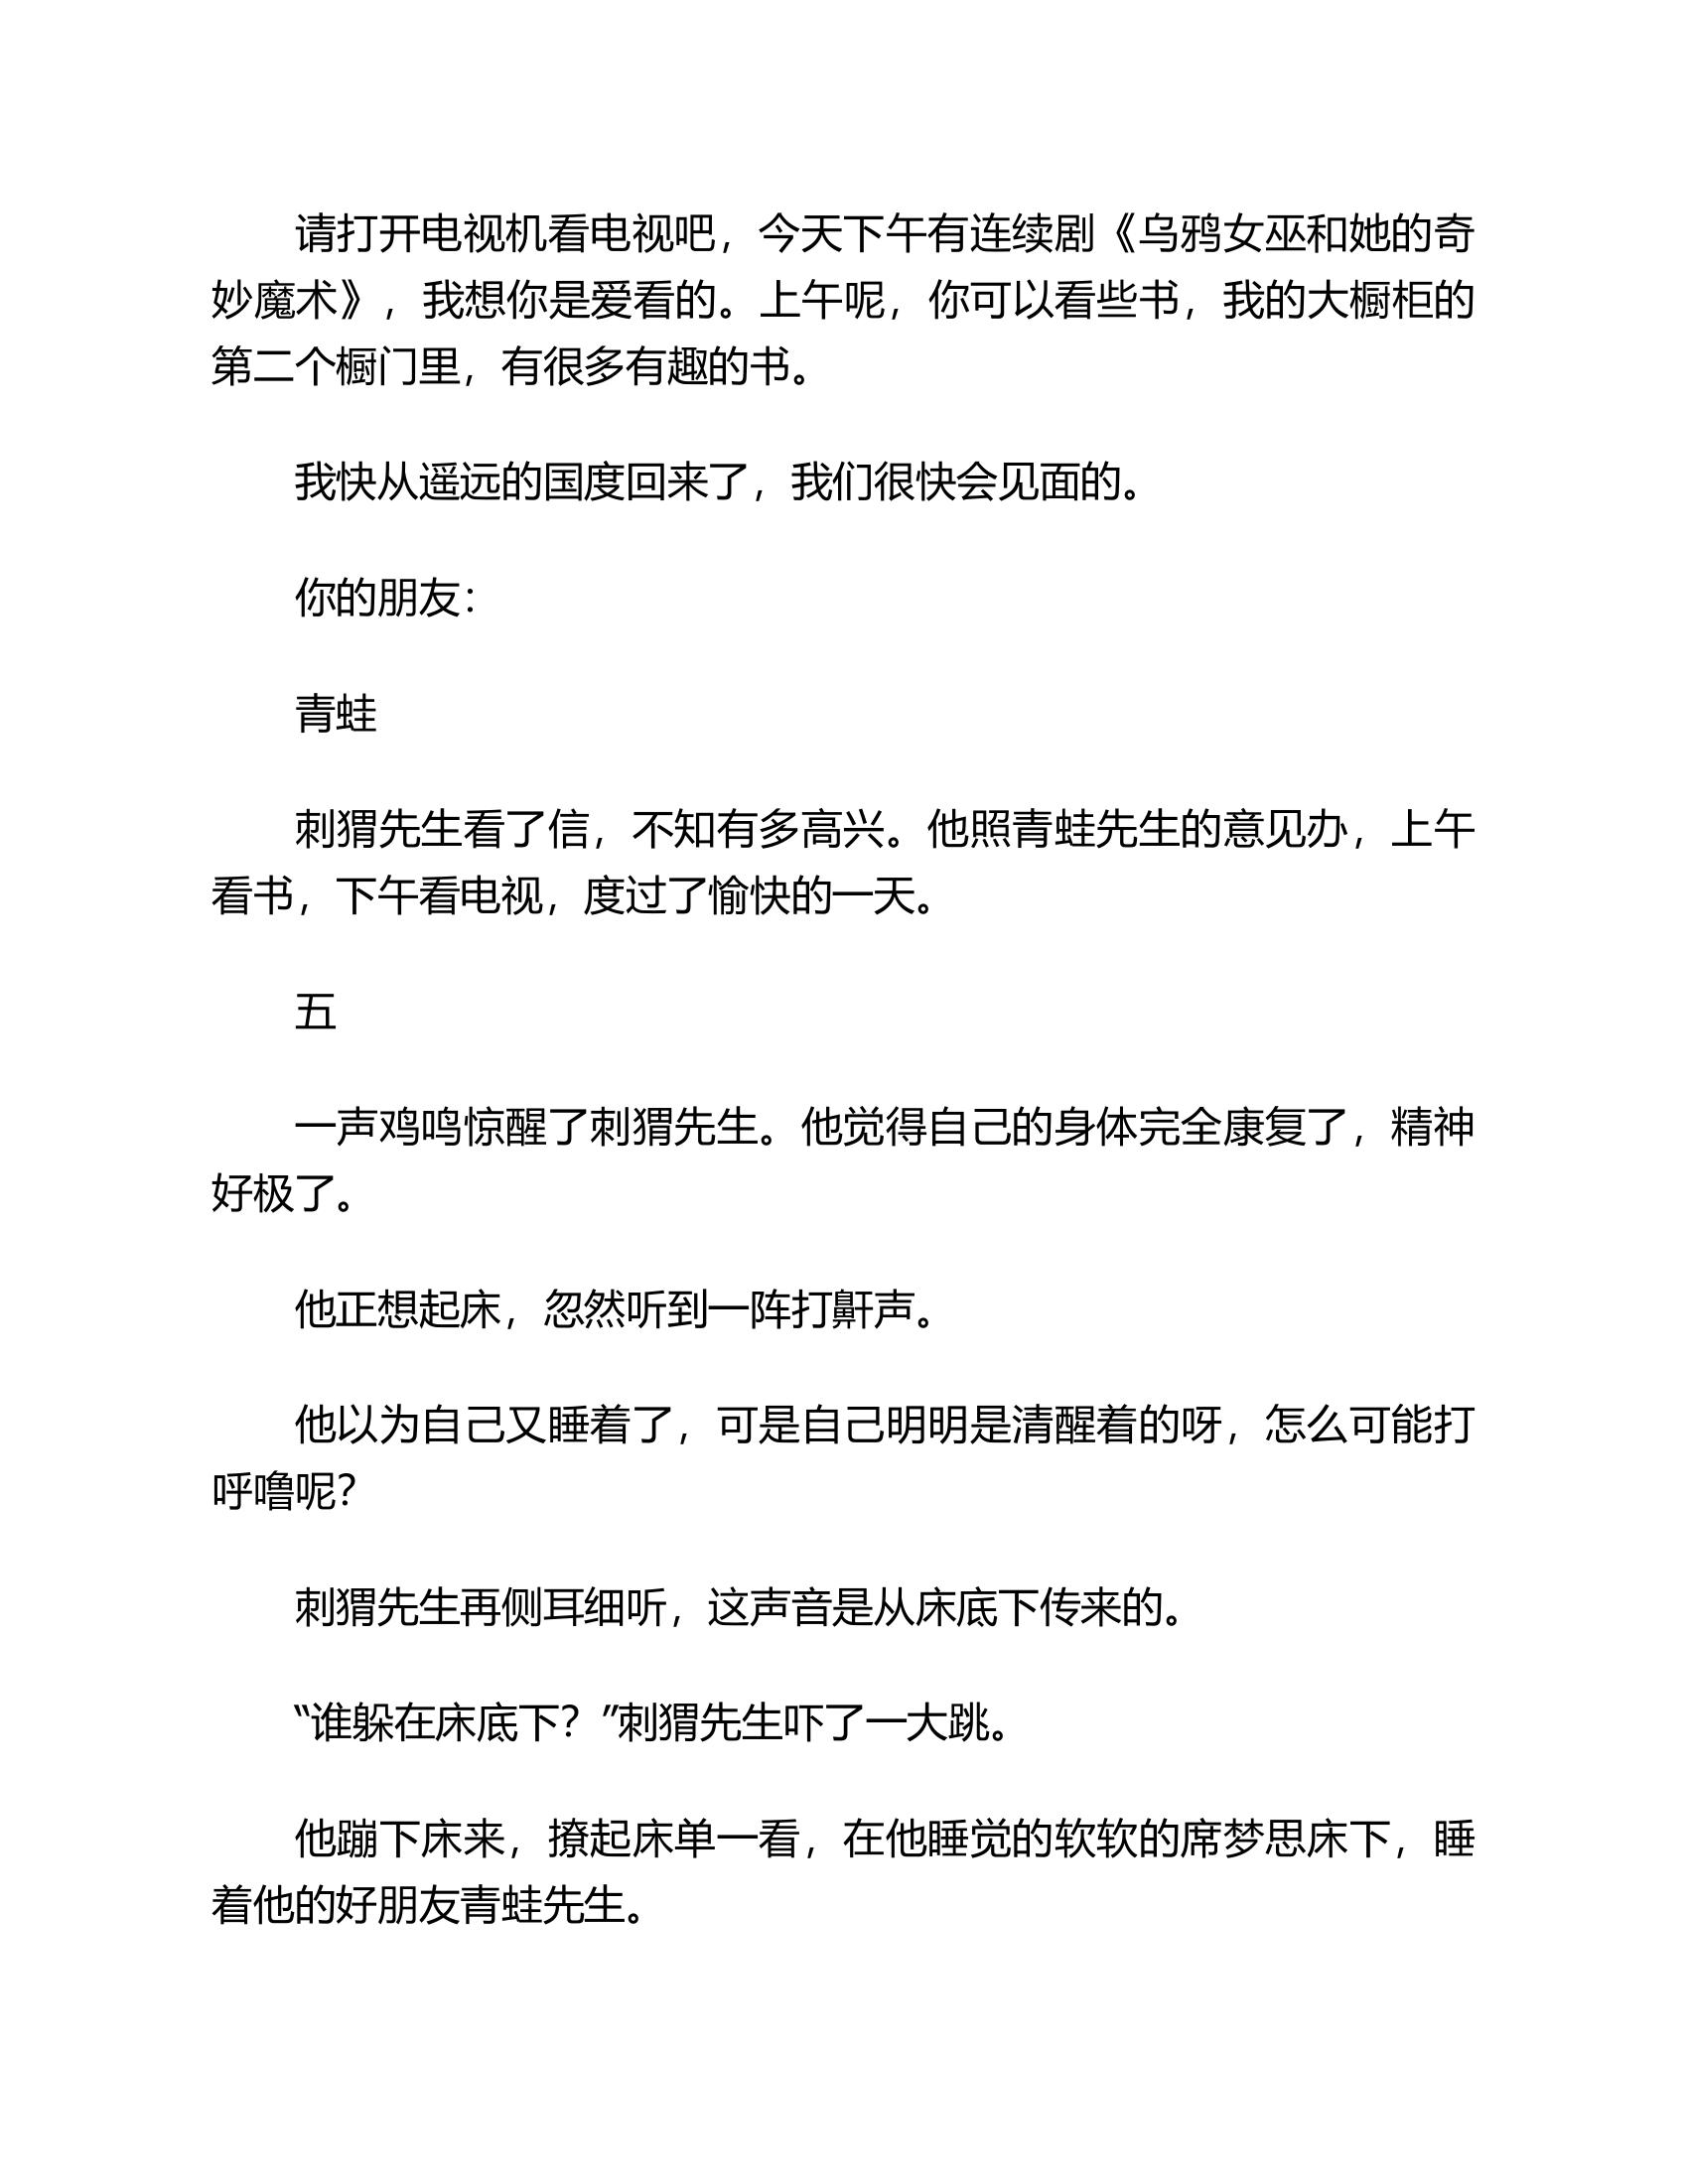 请打开电视机看电视吧，今天下午有连续剧《乌鸦女巫和她的奇
妙魔术》，我想你是爱看的。上午呢，你可以看些书，我的大橱柜的
第二个橱门里，有很多有趣的书。
我快从遥远的国度回来了，我们很快会见面的。
你的朋友：
青蛙
刺猬先生看了信，不知有多高兴。他照青蛙先生的意见办，上午
看书，下午看电视，度过了愉快的一天。
五
一声鸡鸣惊醒了刺猬先生。他觉得自己的身体完全康复了，精神
好极了。
他正想起床，忽然听到一阵打鼾声。
他以为自己又睡着了，可是自己明明是清醒着的呀，怎么可能打
呼噜呢？
刺猬先生再侧耳细听，这声音是从床底下传来的。
“谁躲在床底下？”刺猬先生吓了一大跳。
他蹦下床来，撩起床单一看，在他睡觉的软软的席梦思床下，睡
着他的好朋友青蛙先生。